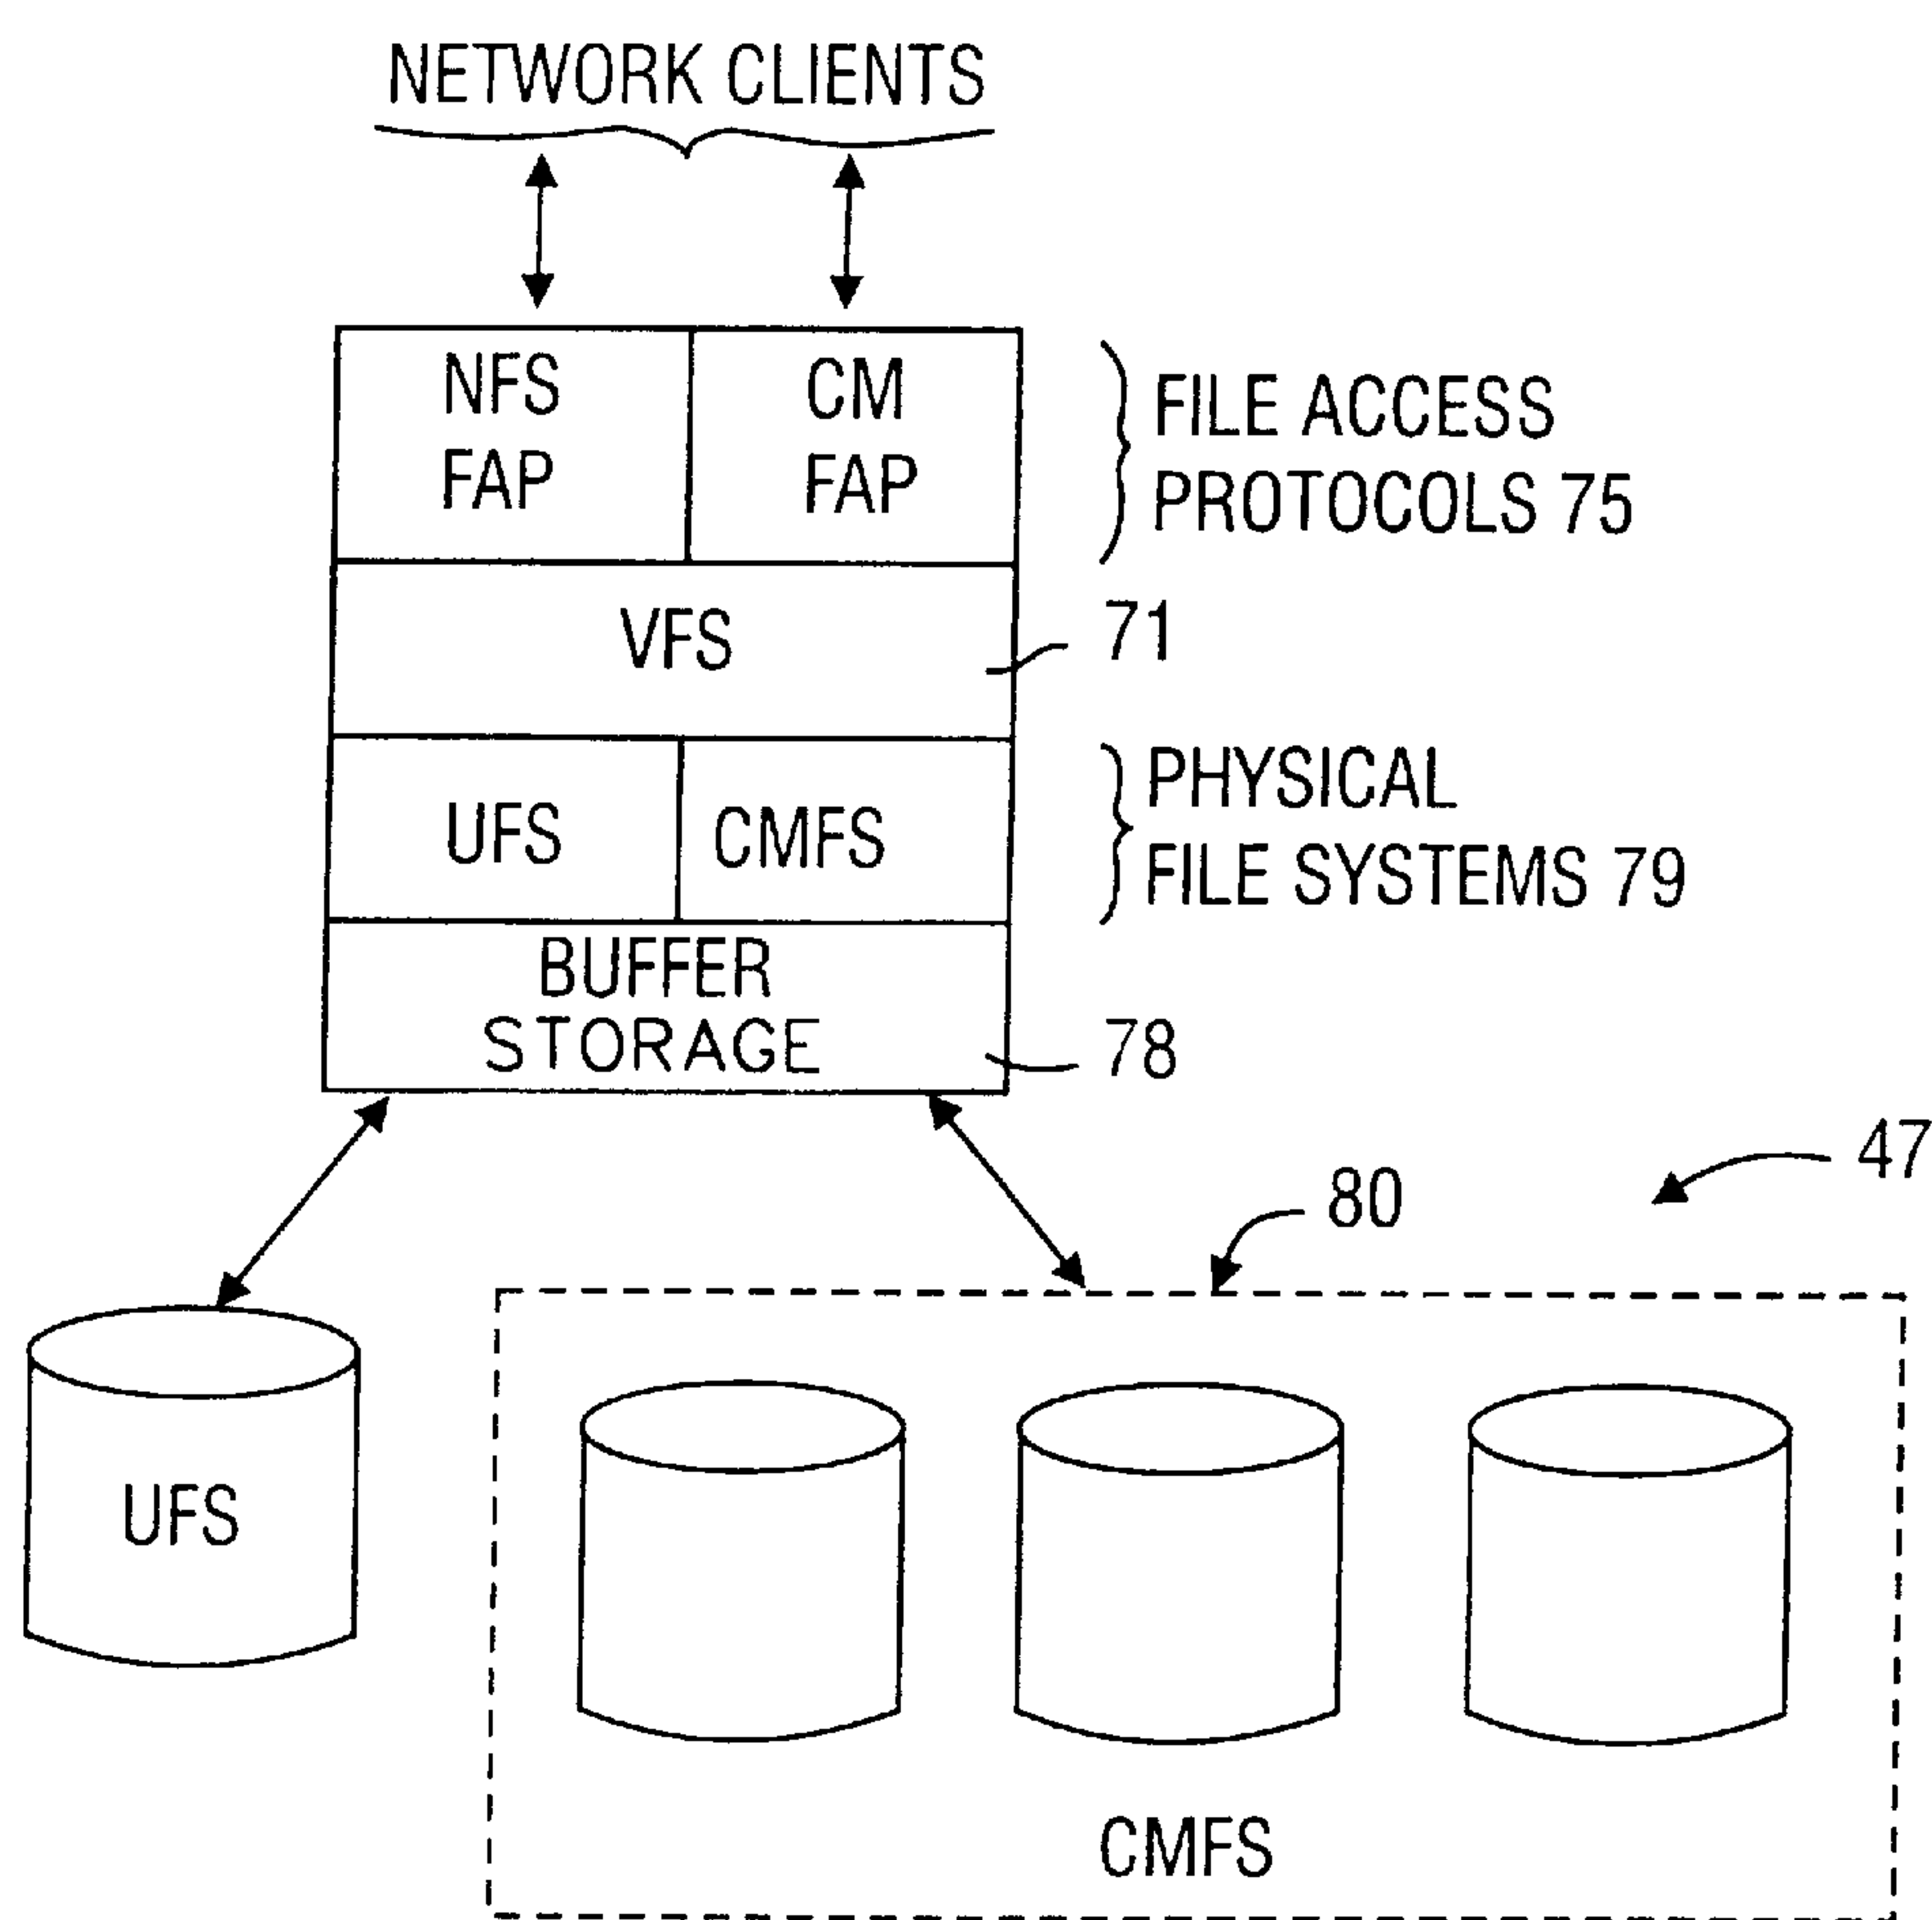 NETWORK CLIENTS
NFS
FAP
CM
FAP
FILE ACCESS
PROTOCOLS 75
VFS
71
UFS
CMFS
PHYSICAL
FILE SYSTEMS 79
BUFFER
STORAGE
78
47
80
UFS
CMFS